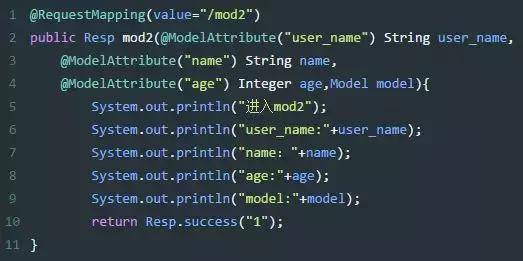 1 @RequestMapping(value="/mod2")
2 public Resp mod2(@ModelAttribute("user_name") String user_name,
3     @ModelAttribute("name") String name,
4     @ModelAttribute("age") Integer age,Model model){
5         System.out.println("进入mod2");
6         System.out.println("user_name:"+user_name);
7         System.out.println("name: "+name);
8         System.out.println("age:"+age);
9         System.out.println("model:"+model);
10         return Resp.success("1");
11 }